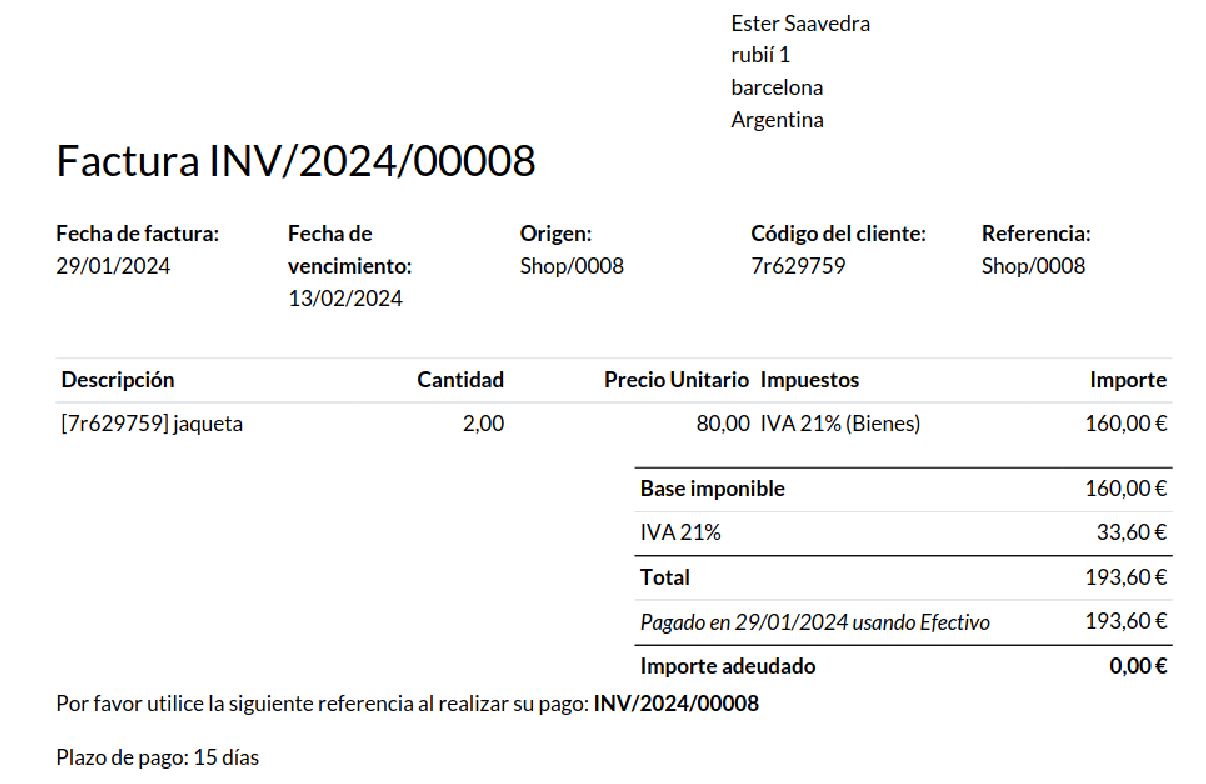 Ester Saavedra
rubií 1
barcelona
Argentina
Factura INV/2024/00008
Fecha de factura: Fecha de Origen: Código del cliente: Referencia:
29/01/2024 vencimiento: Shop/0008 7r629759 Shop/0008
13/02/2024
Descripción Cantidad Precio Unitario Impuestos Importe
[7r629759] jaqueta 2,00 80,00 IVA 21% (Bienes) 160,00 €
Base imponible 160,00 €
IVA 21% 33,60 €
Total 193,60 €
Pagado en 29/01/2024 usando Efectivo 193,60 €
Importe adeudado 0,00 €
Por favor utilice la siguiente referencia al realizar su pago: INV/2024/00008
Plazo de pago: 15 días